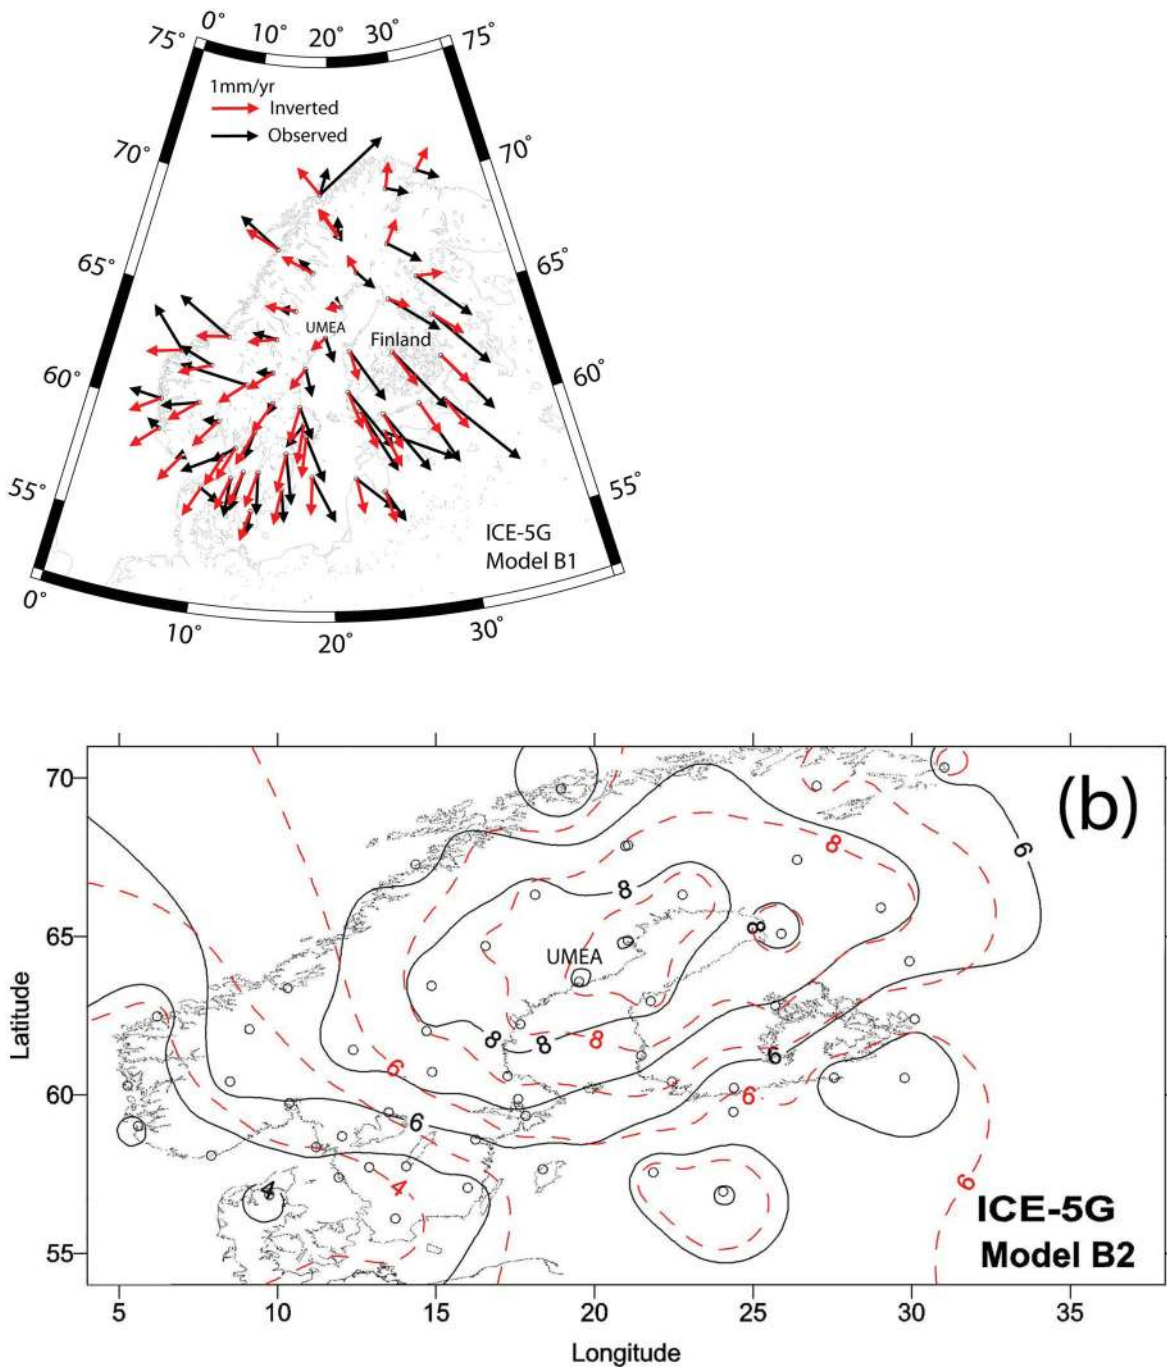 0° 10° 20° 30°
75° 75°
1mm/yr
Inverted
Observed
70° 70°
65° 65°
UMEA Finland
60° 60°
55° 55°
ICE-5G
Model B1
0° 10° 20° 30°
(b)
70
65
60
55
Latitude
8
6
8
8
UMEA
8 8 8
6
6
6
6
4
4
6
ICE-5G
Model B2
5 10 15 20 25 30 35
Longitude